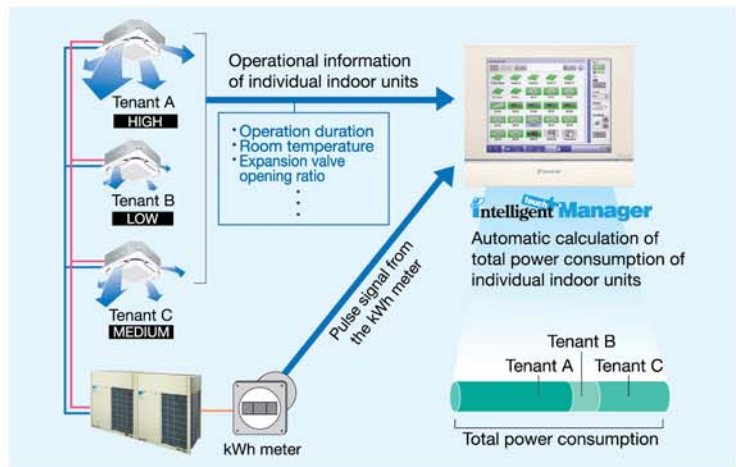 Operational information
of individual indoor units
Tenant A
HIGH
• Operation duration
• Room temperature
• Expansion valve
opening ratio
Tenant B
LOW
Tenant C
MEDIUM
Pulse signal from
the kWh meter
kWh meter
DAIKIN
intelligent touch Manager
Automatic calculation of
total power consumption of
individual indoor units
Tenant B
Tenant A
Tenant C
Total power consumption